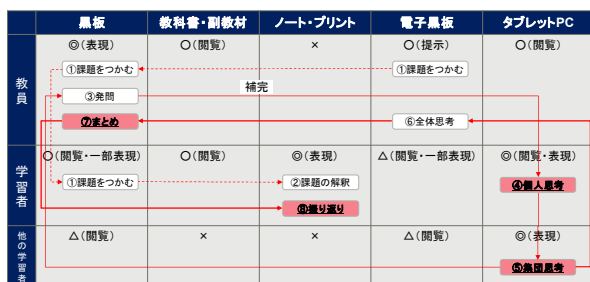 黒板 教科書・副教材 ノート・プリント 電子黒板 タブレットPC
教員
◎(表現) 〇(閲覧) × 〇(提示) 〇(閲覧)
①課題をつかむ ①課題をつかむ
③発問 補完
⑦まとめ ⑥全体思考
学習者
〇(閲覧・一部表現) 〇(閲覧) ◎(表現) △(閲覧・一部表現) ◎(閲覧・表現)
①課題をつかむ ②課題の解釈 ④個人思考
⑧振り返り
他の学習者
△(閲覧) × × △(閲覧) ◎(表現)
⑤集団思考